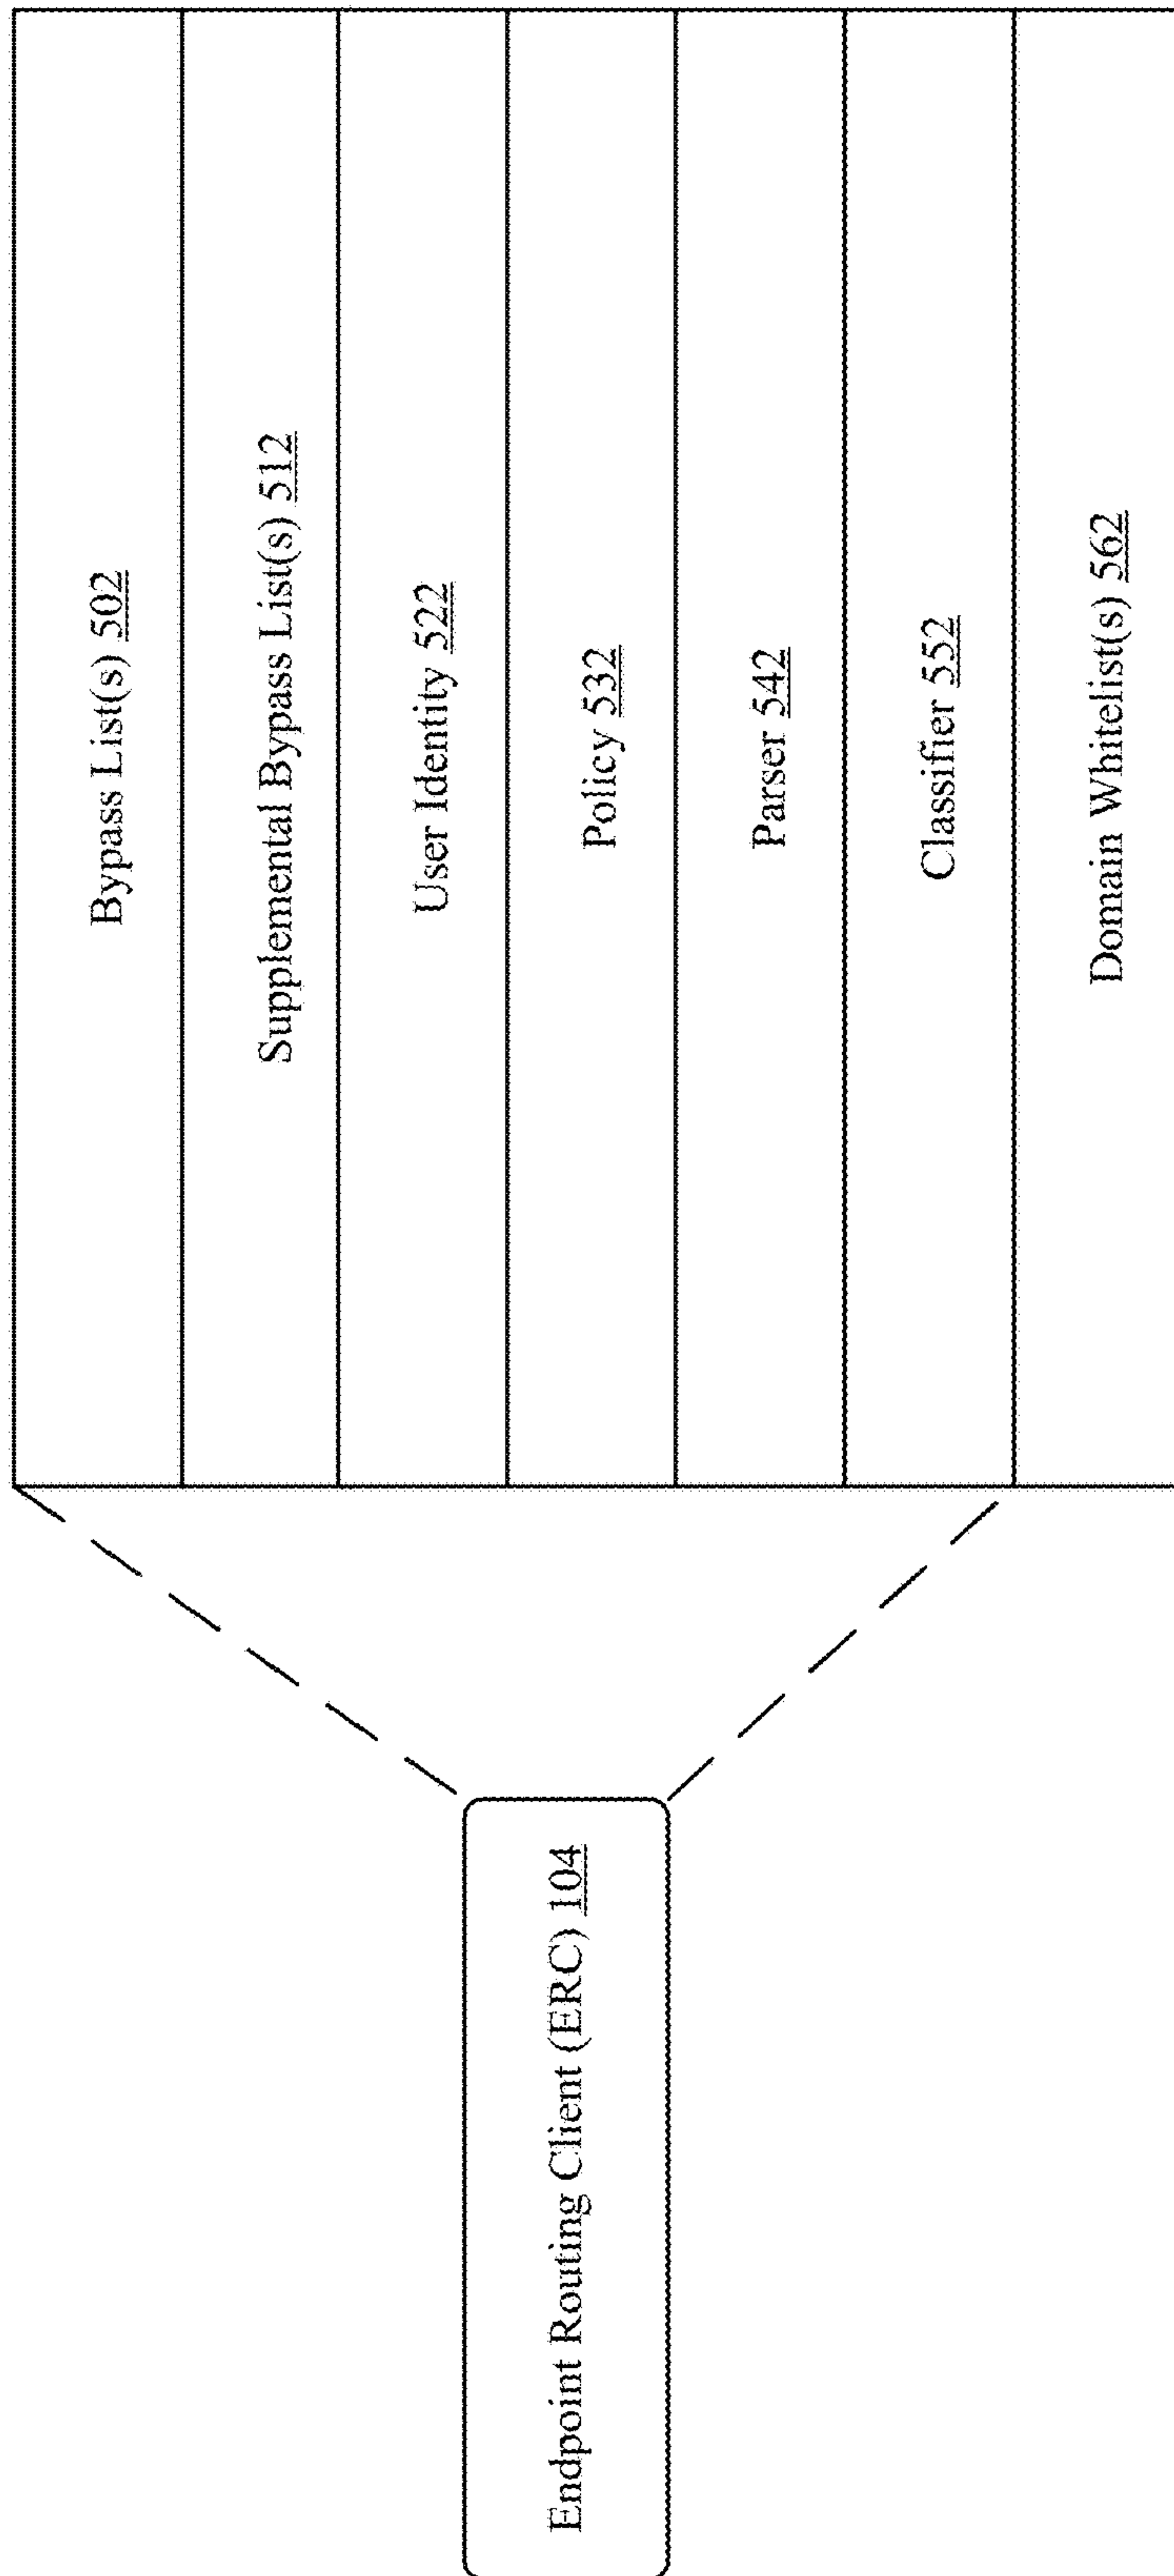 Endpoint Routing Client (ERC) 104
Bypass List(s) 502
Supplemental Bypass List(s) 512
User Identity 522
Policy 532
Parser 542
Classifier 552
Domain Whitelist(s) 562